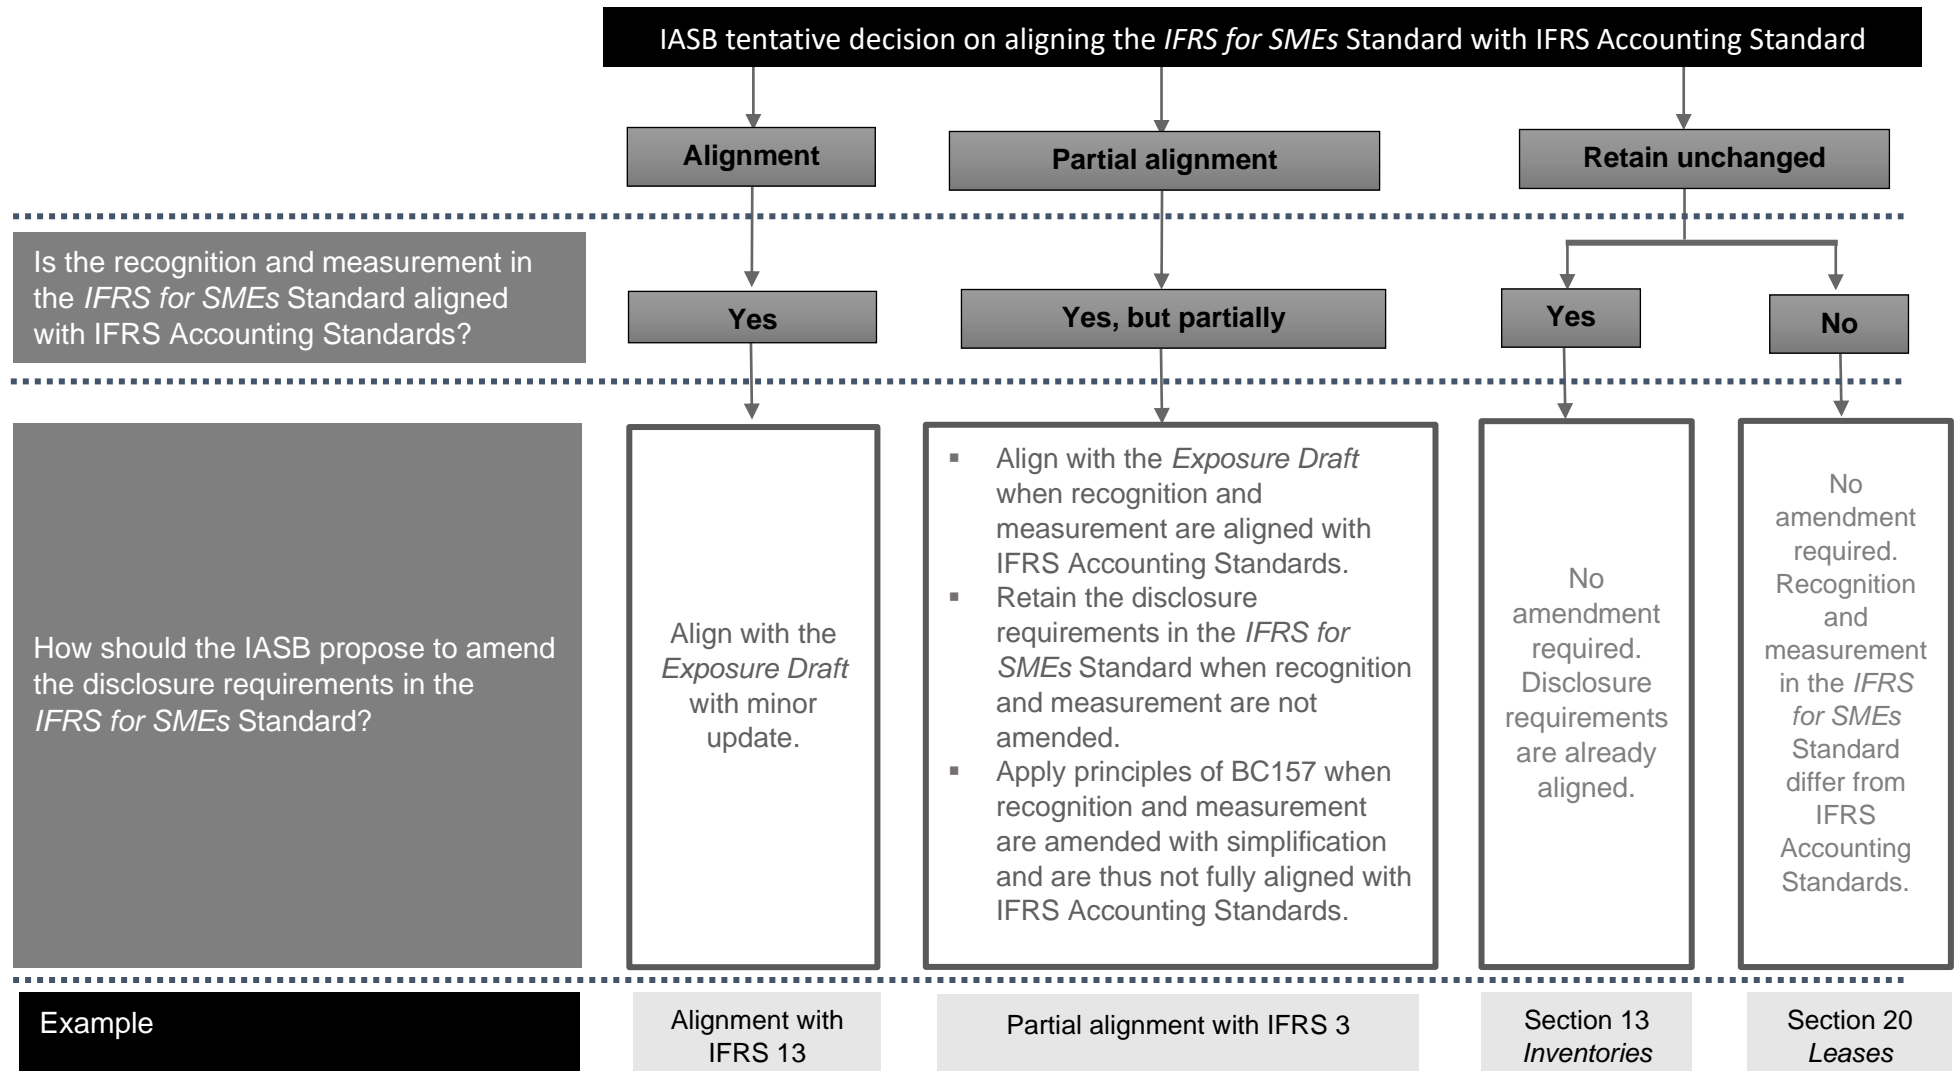 IASB tentative decision on aligning the IFRS for SMEs Standard with IFRS Accounting Standard
Alignment
Partial alignment
Retain unchanged
Is the recognition and measurement in
the IFRS for SMEs Standard aligned
with IFRS Accounting Standards?
Yes
Yes, but partially
Yes
No
How should the IASB propose to amend
the disclosure requirements in the
IFRS for SMEs Standard?
Align with the
Exposure Draft
with minor
update.
▪ Align with the Exposure Draft
when recognition and
measurement are aligned with
IFRS Accounting Standards.
▪ Retain the disclosure
requirements in the IFRS for
SMEs Standard when recognition
and measurement are not
amended.
▪ Apply principles of BC157 when
recognition and measurement
are amended with simplification
and are thus not fully aligned with
IFRS Accounting Standards.
No
amendment
required.
Disclosure
requirements
are already
aligned.
No
amendment
required.
Recognition
and
measurement
in the IFRS
for SMEs
Standard
differ from
IFRS
Accounting
Standards.
Example
Alignment with
IFRS 13
Partial alignment with IFRS 3
Section 13
Inventories
Section 20
Leases